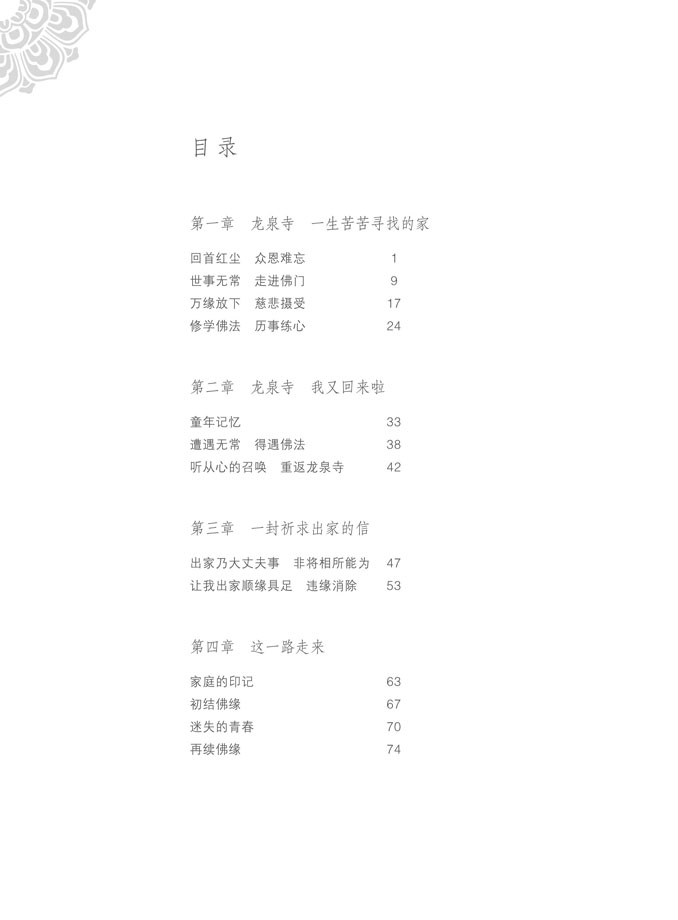 目录
第一章　龙泉寺　一生苦苦寻找的家
回首红尘　众恩难忘　1
世事无常　走进佛门　9
万缘放下　慈悲摄受　17
修学佛法　历事练心　24
第二章　龙泉寺　我又回来啦
童年记忆　33
遭遇无常　得遇佛法　38
听从心的召唤　重返龙泉寺　42
第三章　一封祈求出家的信
出家乃大丈夫事　非将相所能为　47
让我出家顺缘具足　违缘消除　53
第四章　这一路走来
家庭的印记　63
初结佛缘　67
迷失的青春　70
再续佛缘　74